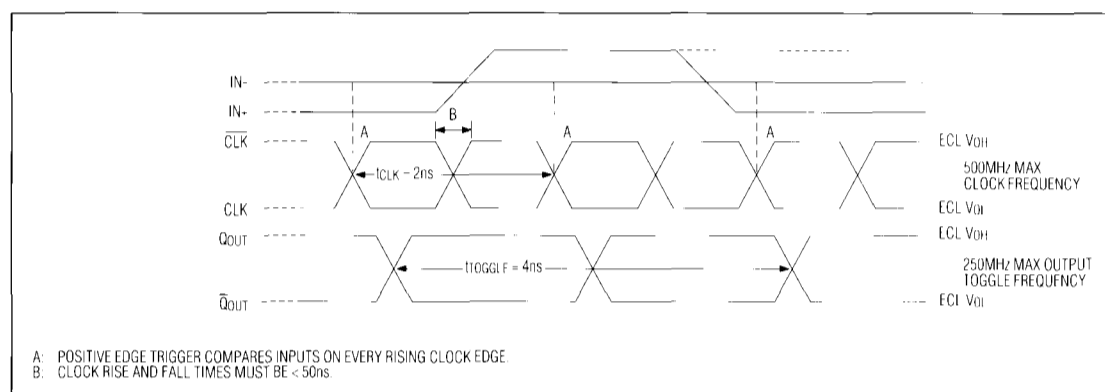 IN-
IN+
B
A
A
A
CLK
ECL VOH
tCLK - 2ns
500MHz MAX
CLOCK FREQUENCY
CLK
ECL VOL
QOUT
ECL VOH
tTOGGLE = 4ns
250MHz MAX OUTPUT
TOGGLE FREQUENCY
QOUT
ECL VOL
A: POSITIVE EDGE TRIGGER COMPARES INPUTS ON EVERY RISING CLOCK EDGE.
B: CLOCK RISE AND FALL TIMES MUST BE < 50ns.